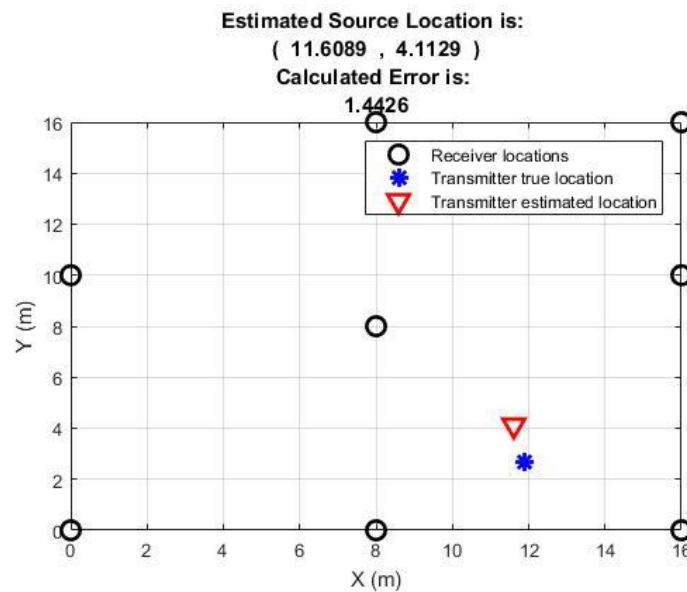 Estimated Source Location is:
( 11.6089 , 4.1129 )
Calculated Error is:
1.4426
Receiver locations
Transmitter true location
Transmitter estimated location
16
14
12
10
8
6
4
2
0
Y (m)
0 2 4 6 8 10 12 14 16
X (m)